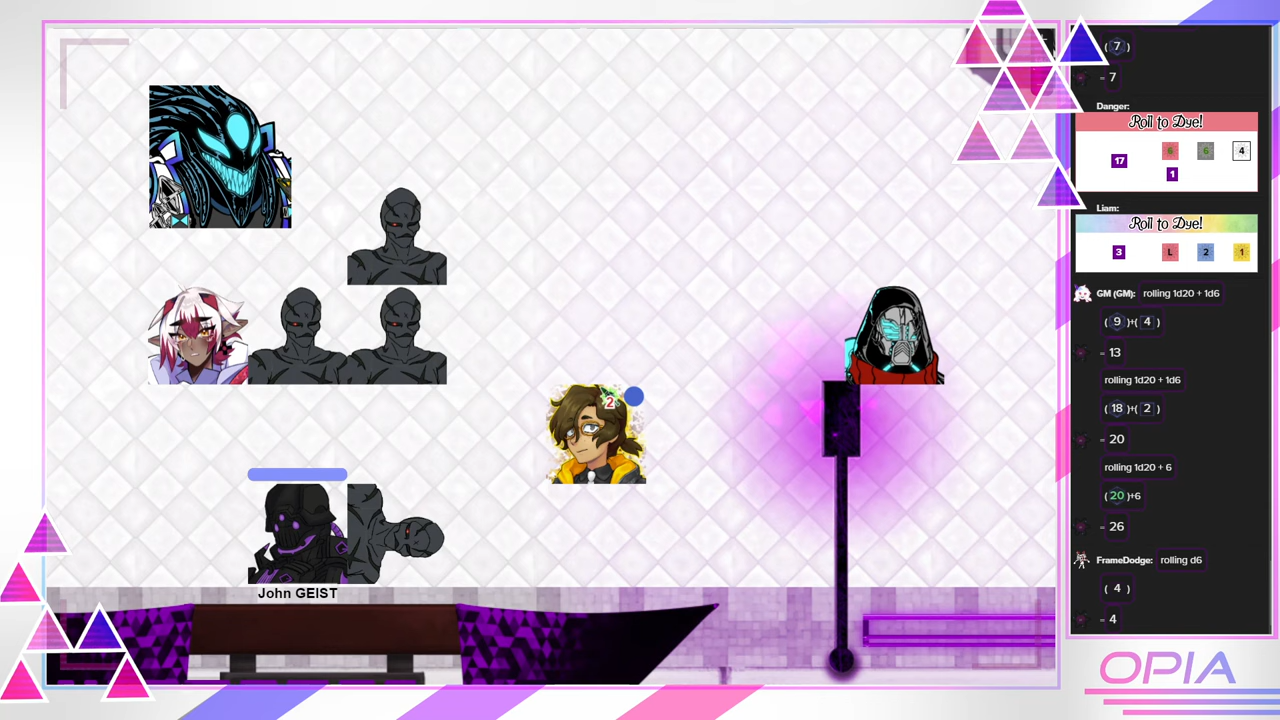 2
John GEIST
( 7 )
= 7
Danger:
Roll to Dye!
17 6 6 4
1
Liam:
Roll to Dye!
3 L 2 1
GM (GM): rolling 1d20 + 1d6
( 9 )+( 4 )
= 13
rolling 1d20 + 1d6
( 18 )+( 2 )
= 20
rolling 1d20 + 6
( 20 )+6
= 26
FrameDodge: rolling d6
( 4 )
= 4
OPIA